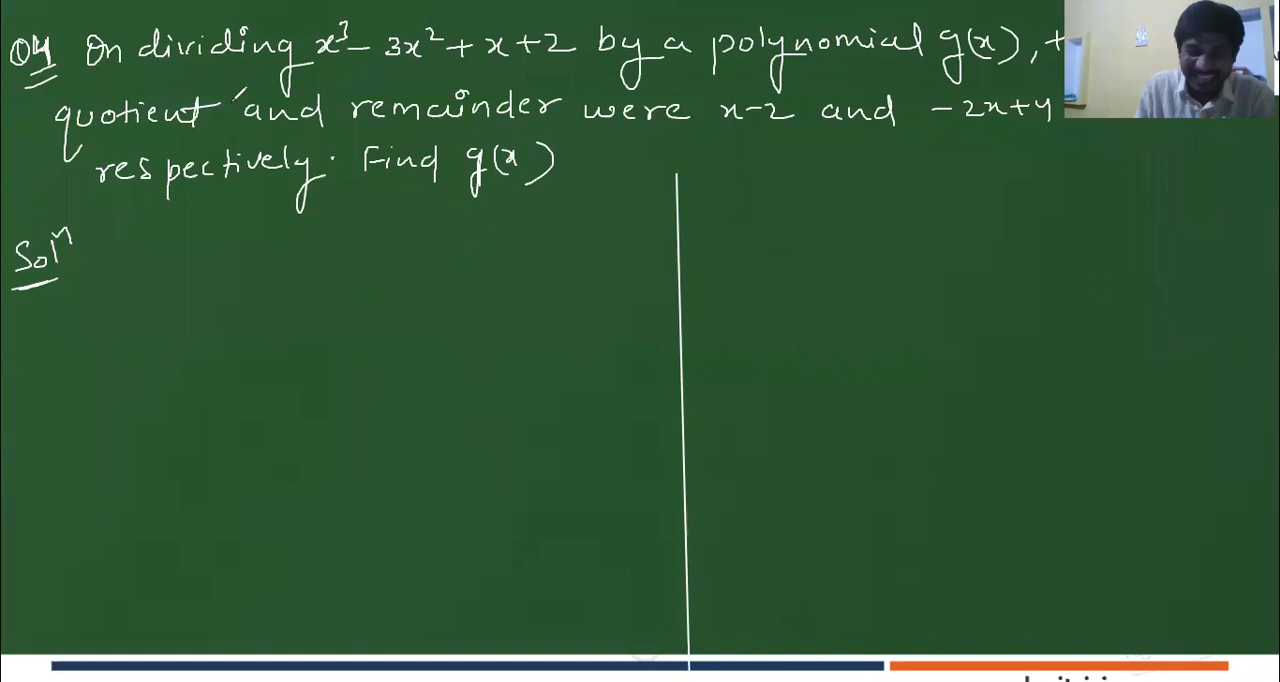 Q4 On dividing x³ - 3x² + x + 2 by a polynomial g(x), t
quotient and remainder were x-2 and -2x+4
respectively. Find g(x)
Solⁿ